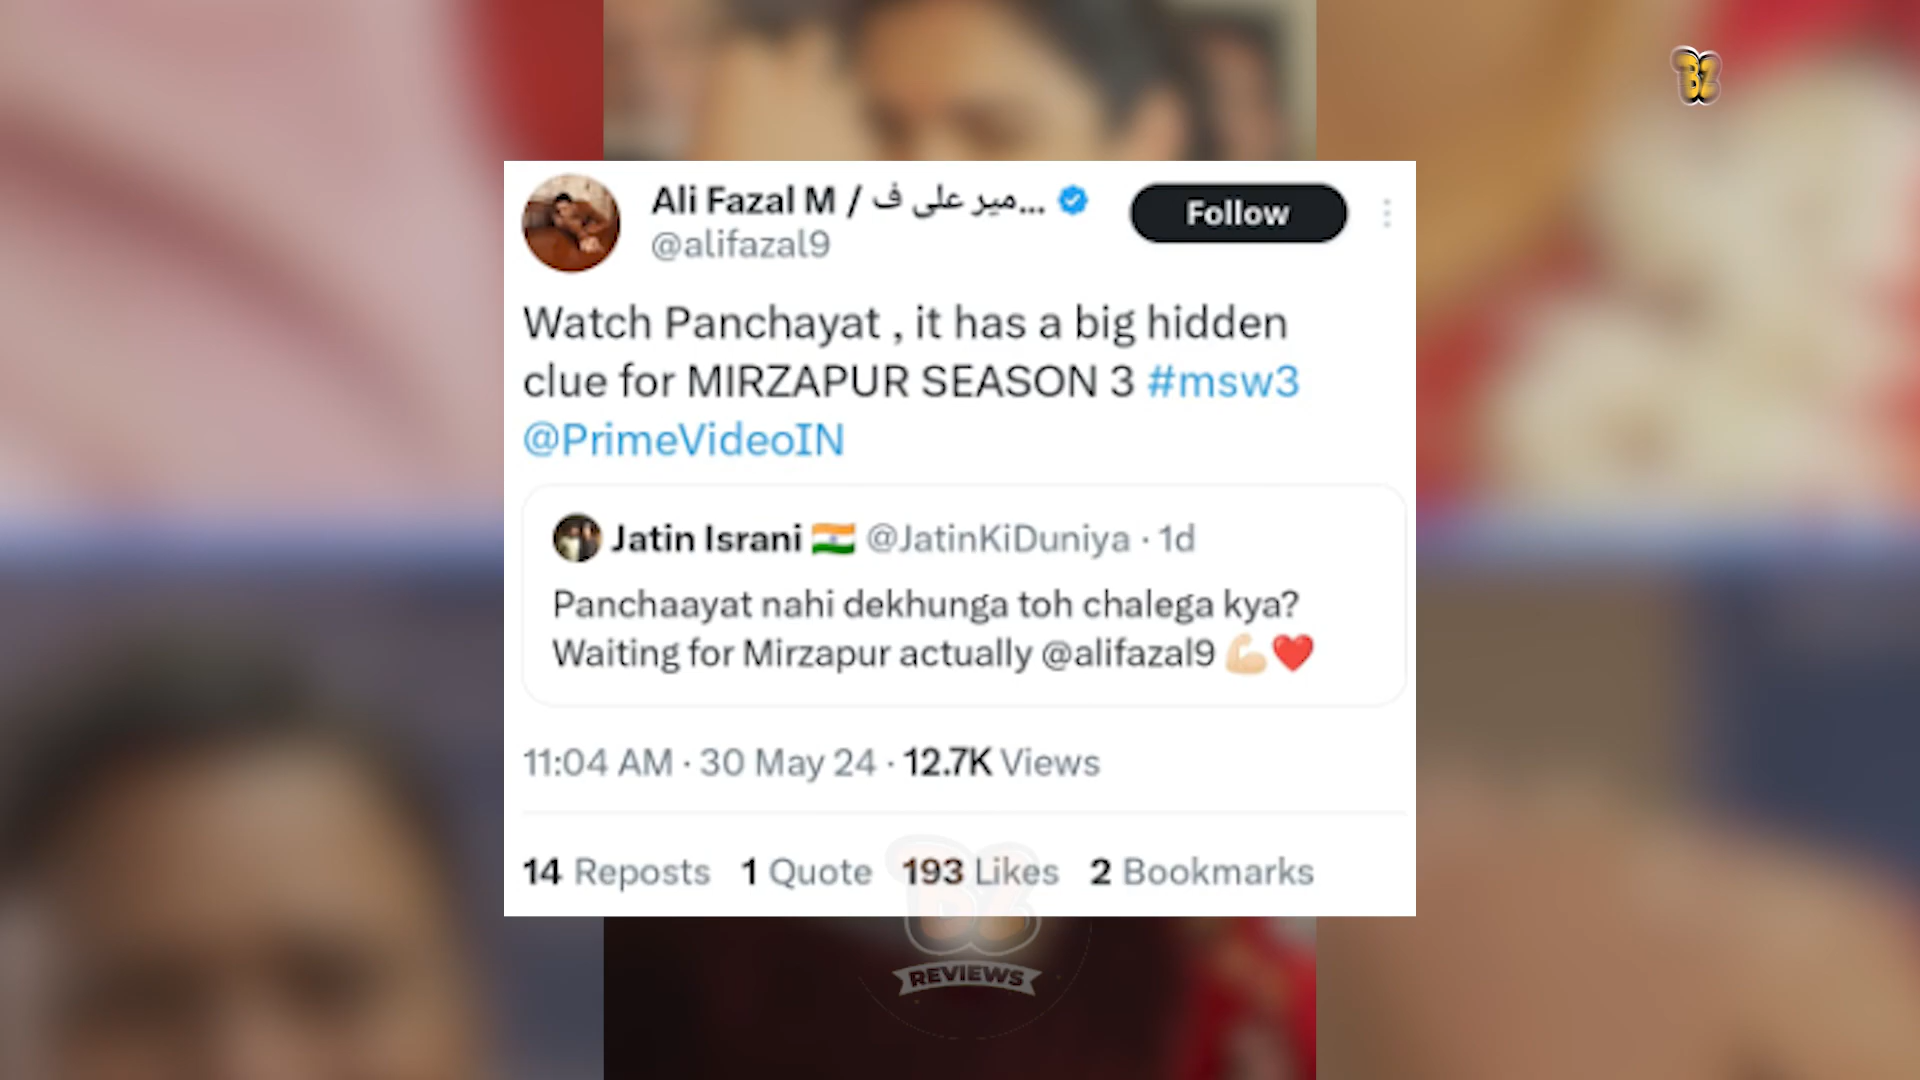 BZ
Ali Fazal M / میر علی ف...
Follow
@alifazal9
Watch Panchayat , it has a big hidden
clue for MIRZAPUR SEASON 3 #msw3
@PrimeVideoIN
Jatin Israni 🇮🇳 @JatinKiDuniya · 1d
Panchaayat nahi dekhunga toh chalega kya?
Waiting for Mirzapur actually @alifazal9 💪🏻❤️
11:04 AM · 30 May 24 · 12.7K Views
14 Reposts 1 Quote 193 Likes 2 Bookmarks
BZ
REVIEWS